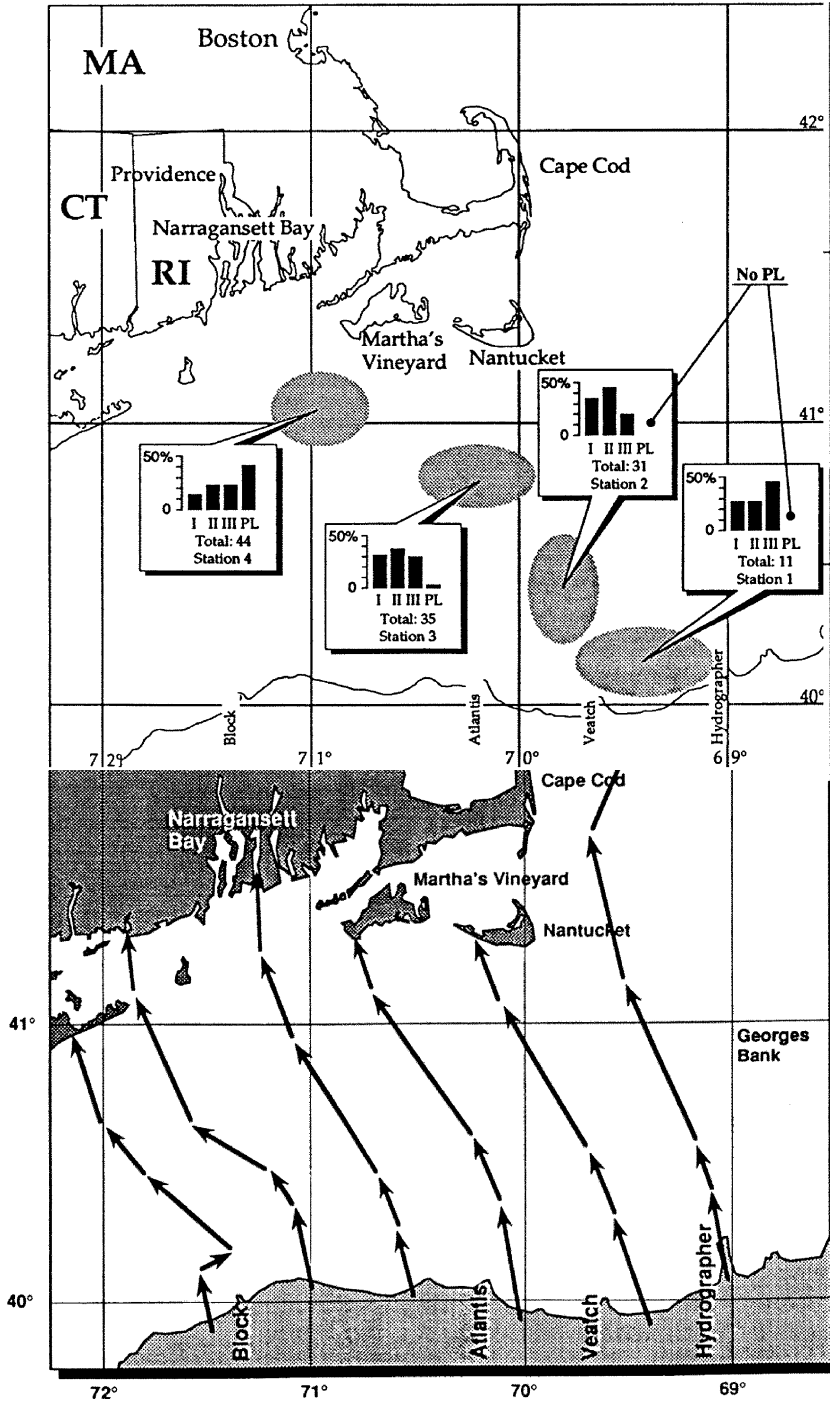 Boston
MA
42°
Cape Cod
Providence
CT
Narragansett Bay
RI
No PL
Martha's
Vineyard
Nantucket
50%
0
I II III PL
Total: 31
Station 2
41°
50%
0
I II III PL
Total: 44
Station 4
50%
0
I II III PL
Total: 11
Station 1
50%
0
I II III PL
Total: 35
Station 3
Block
Atlantis
Veatch
Hydrographer
40°
72°
71°
70°
69°
Cape Cod
Narragansett
Bay
Martha's Vineyard
Nantucket
41°
Georges
Bank
40°
Block
Atlantis
Veatch
Hydrographer
72°
71°
70°
69°